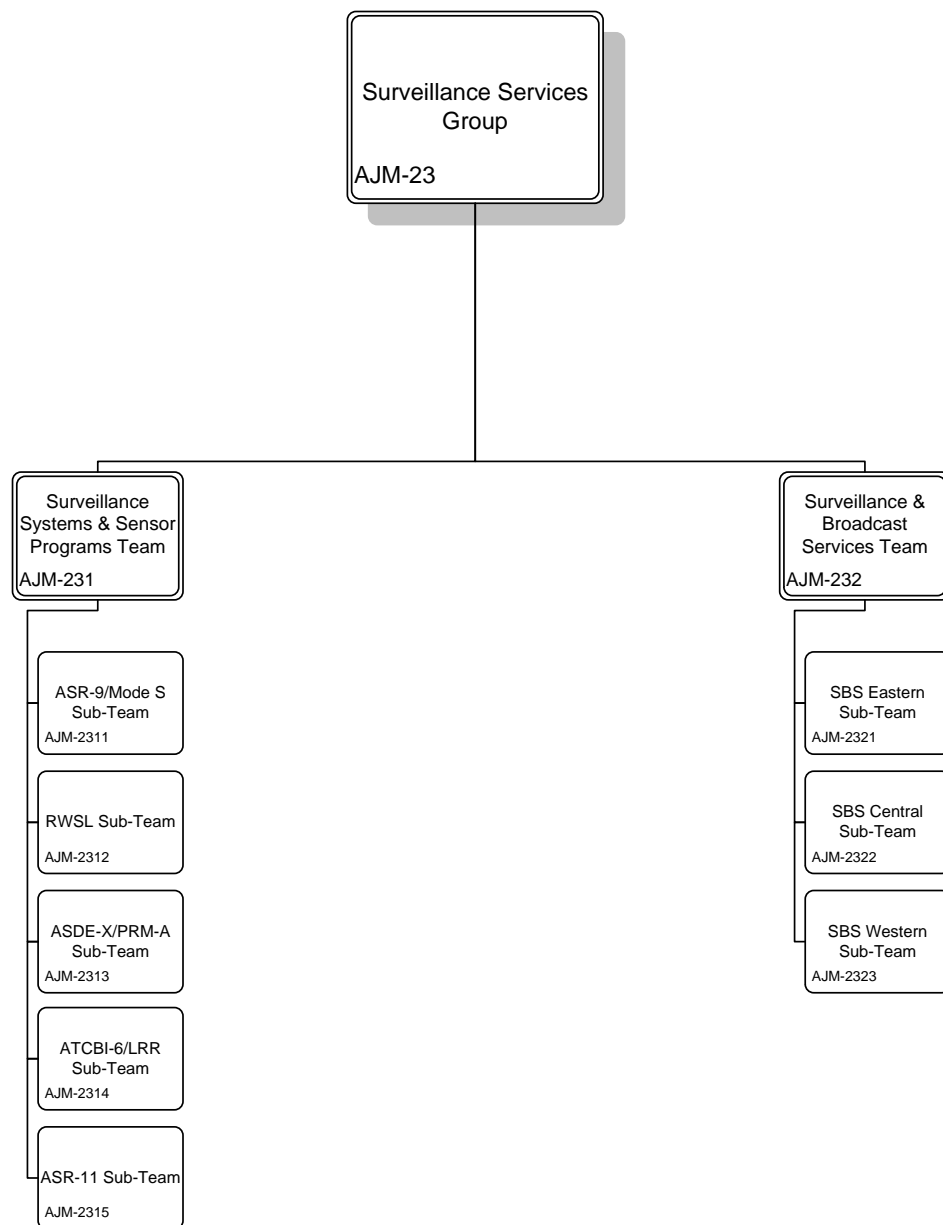 Surveillance Services
Group
AJM-23
Surveillance
Systems & Sensor
Programs Team
AJM-231
Surveillance &
Broadcast
Services Team
AJM-232
ASR-9/Mode S
Sub-Team
AJM-2311
RWSL Sub-Team
AJM-2312
ASDE-X/PRM-A
Sub-Team
AJM-2313
ATCBI-6/LRR
Sub-Team
AJM-2314
ASR-11 Sub-Team
AJM-2315
SBS Eastern
Sub-Team
AJM-2321
SBS Central
Sub-Team
AJM-2322
SBS Western
Sub-Team
AJM-2323